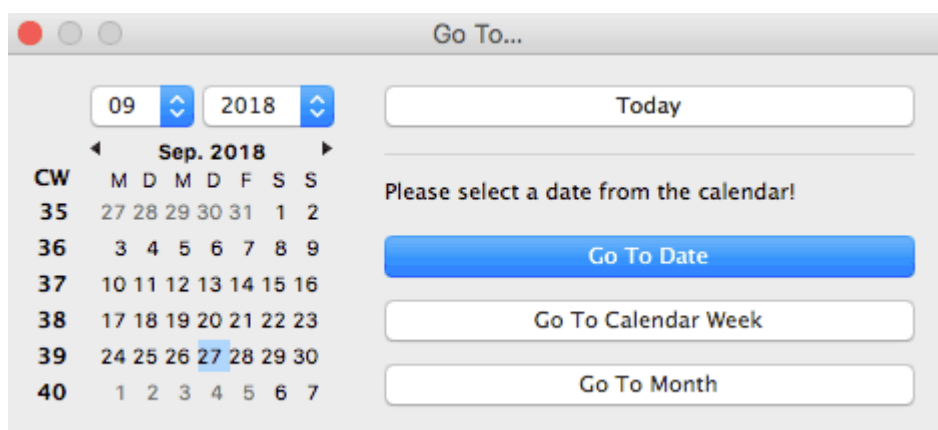 Go To...
09 2018
Sep. 2018
CW M D M D F S S
35 27 28 29 30 31 1 2
36 3 4 5 6 7 8 9
37 10 11 12 13 14 15 16
38 17 18 19 20 21 22 23
39 24 25 26 27 28 29 30
40 1 2 3 4 5 6 7
Today
Please select a date from the calendar!
Go To Date
Go To Calendar Week
Go To Month